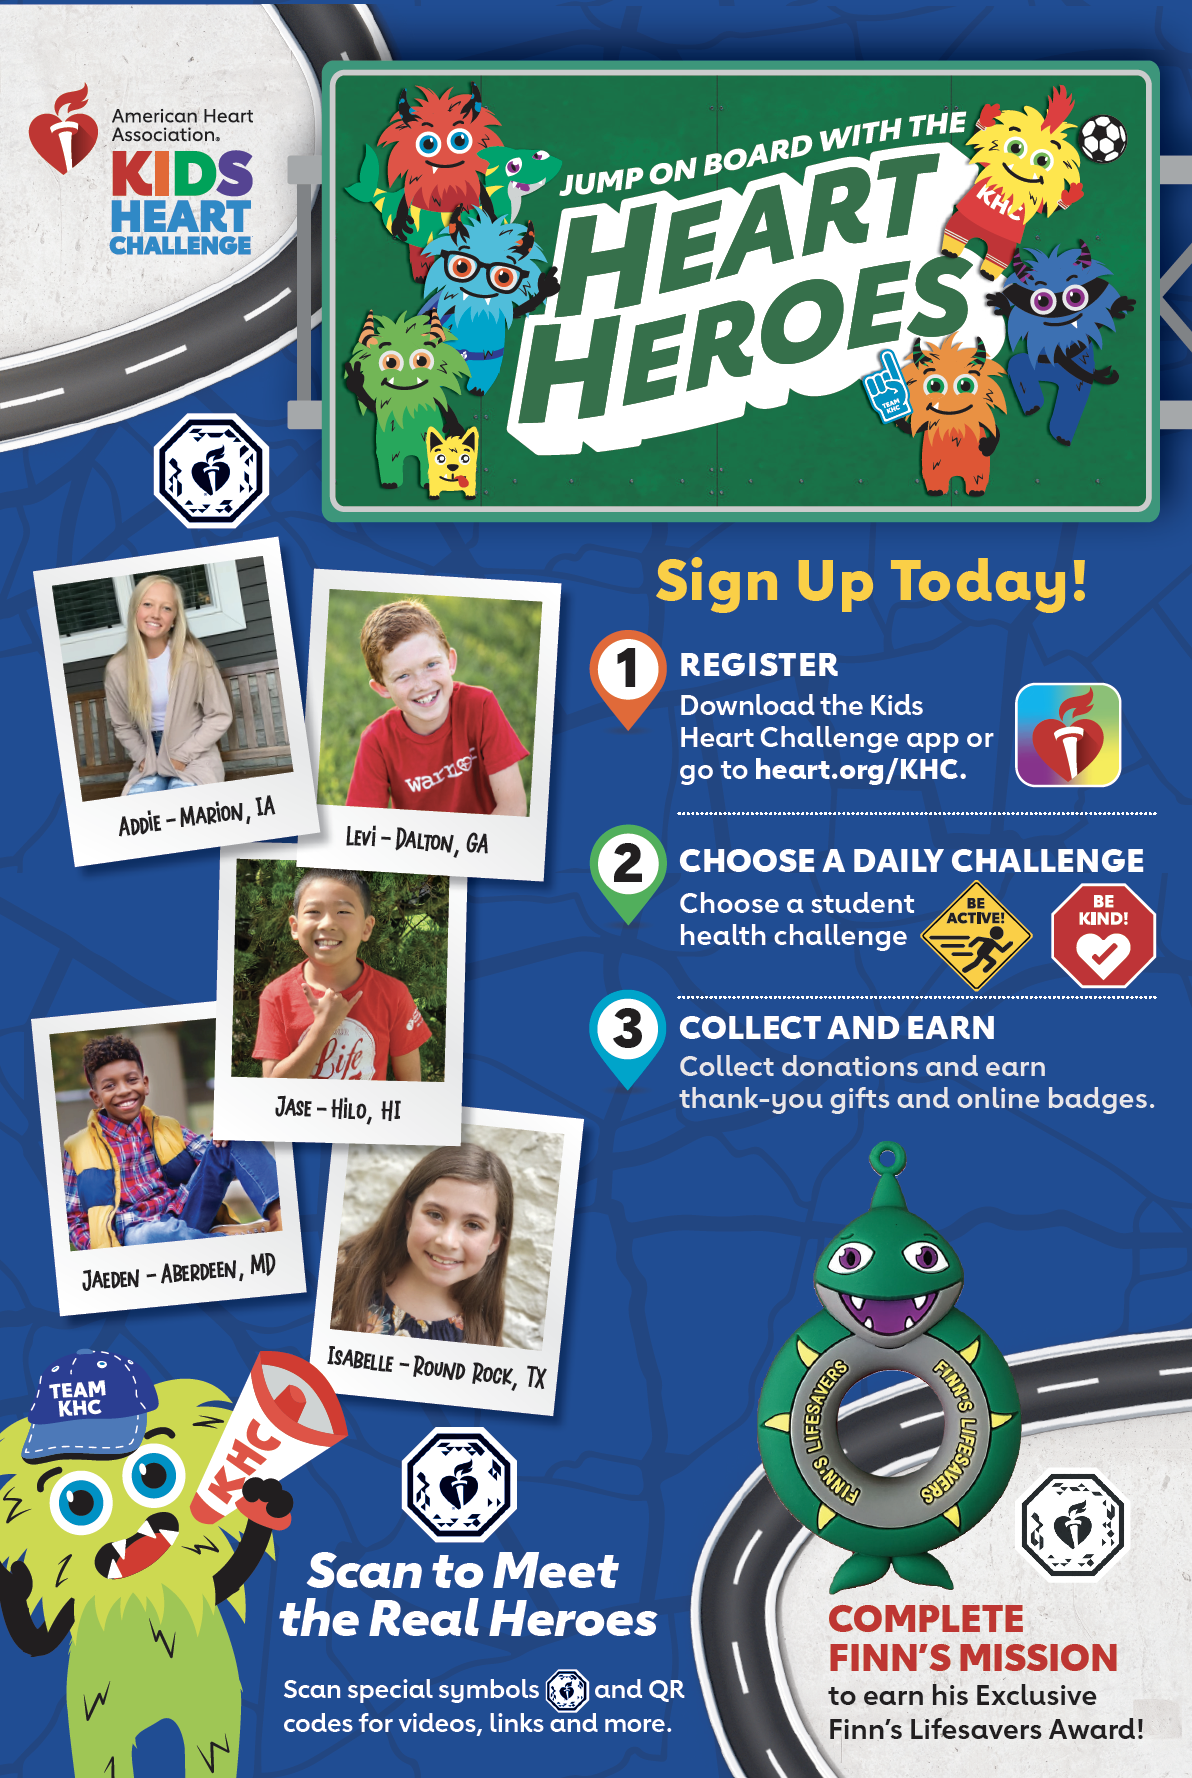 American Heart
Association®
KIDS
HEART
CHALLENGE
JUMP ON BOARD WITH THE
HEART
HEROES
KHC
TEAM
KHC
Sign Up Today!
1
REGISTER
Download the Kids
Heart Challenge app or
go to heart.org/KHC.
2
CHOOSE A DAILY CHALLENGE
Choose a student
health challenge
BE
ACTIVE!
BE
KIND!
3
COLLECT AND EARN
Collect donations and earn
thank-you gifts and online badges.
ADDIE – MARION, IA
LEVI – DALTON, GA
Life
JASE – HILO, HI
JAEDEN – ABERDEEN, MD
ISABELLE – ROUND ROCK, TX
TEAM
KHC
KHC
Scan to Meet
the Real Heroes
Scan special symbols and QR
codes for videos, links and more.
FINN'S LIFESAVERS
FINN'S LIFESAVERS
COMPLETE
FINN'S MISSION
to earn his Exclusive
Finn's Lifesavers Award!